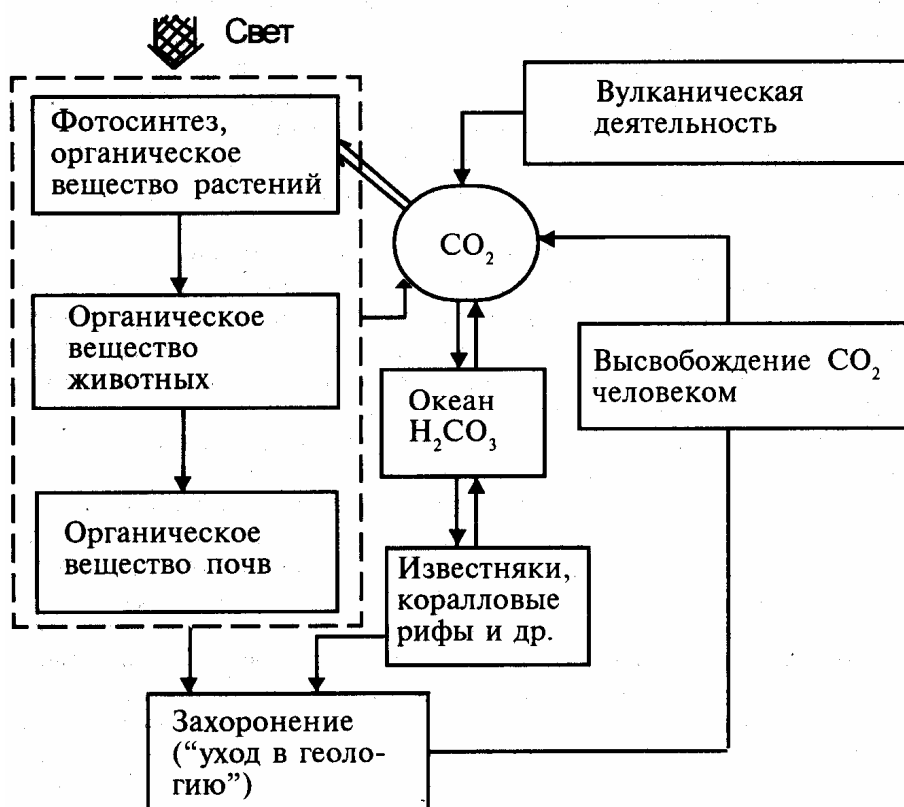 Свет
Фотосинтез,
органическое
вещество растений
Вулканическая
деятельность
CO₂
Органическое
вещество
животных
Океан
H₂CO₃
Высвобождение CO₂
человеком
Органическое
вещество почв
Известняки,
коралловые
рифы и др.
Захоронение
(“уход в геоло-
гию”)